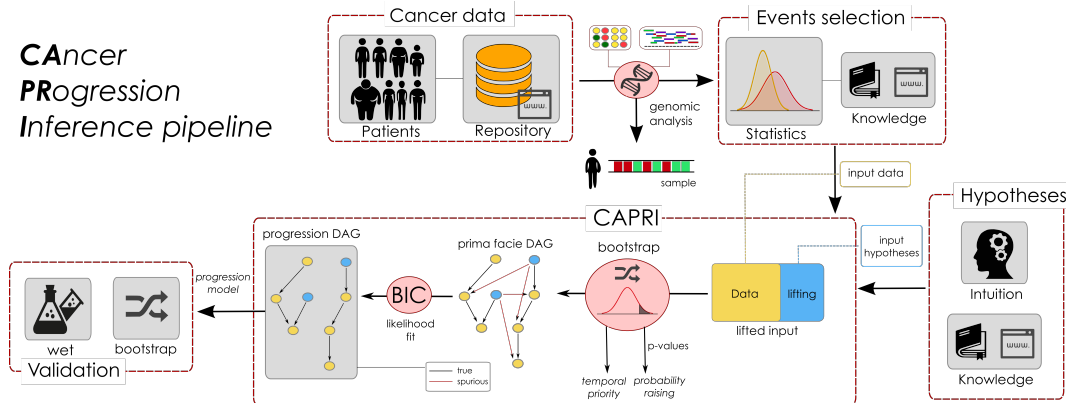 CAncer
PRogression
Inference pipeline
Cancer data
Patients
Repository
www.
genomic
analysis
sample
Events selection
Statistics
Knowledge
www.
input data
Hypotheses
input
hypotheses
Intuition
Knowledge
www.
CAPRI
progression DAG
prima facie DAG
bootstrap
BIC
likelihood
fit
Data
lifting
lifted input
p-values
temporal
priority
probability
raising
true
spurious
progression
model
wet
bootstrap
Validation